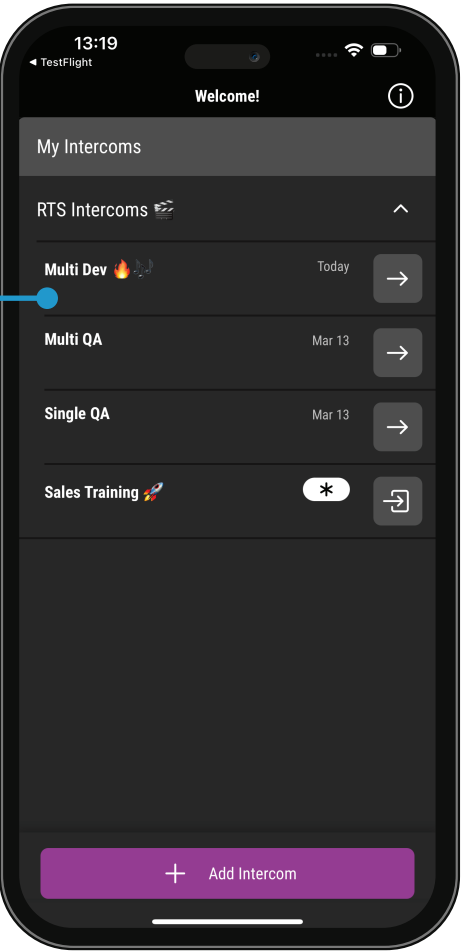 13:19
◀ TestFlight
Welcome!
My Intercoms
RTS Intercoms 🎬
Multi Dev 🔥🎶 Today
Multi QA Mar 13
Single QA Mar 13
Sales Training 🚀 *
Add Intercom